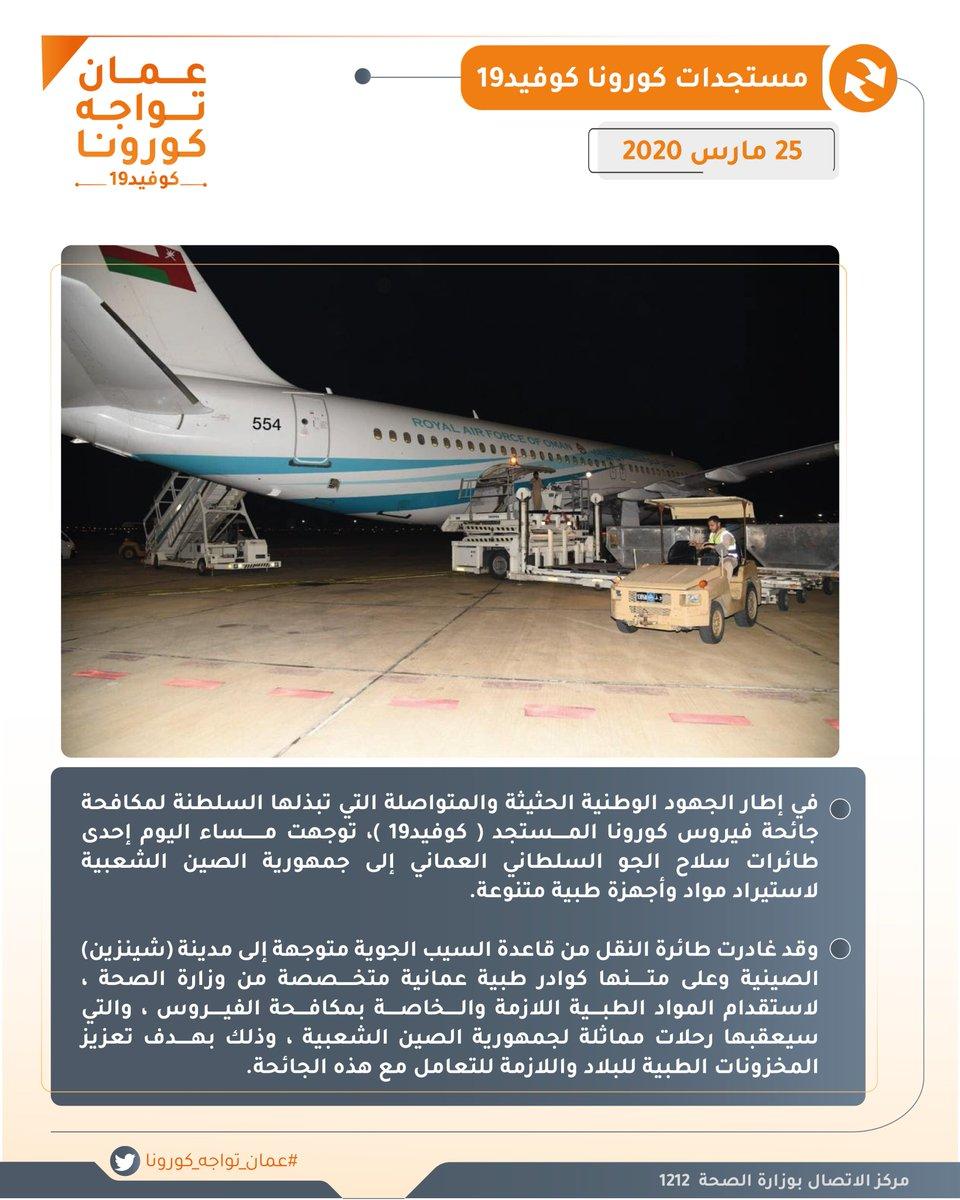 عمان
تواجه
كورونا
كوفيد19
مستجدات كورونا كوفيد19
25 مارس 2020
554
ROYAL AIR FORCE OF OMAN
في إطار الجهود الوطنية الحثيثة والمتواصلة التي تبذلها السلطنة لمكافحة
جائحة فيروس كورونا المستجد ( كوفيد19 )، توجهت مساء اليوم إحدى
طائرات سلاح الجو السلطاني العماني إلى جمهورية الصين الشعبية
لاستيراد مواد وأجهزة طبية متنوعة.
وقد غادرت طائرة النقل من قاعدة السيب الجوية متوجهة إلى مدينة (شينزين)
الصينية وعلى متنها كوادر طبية عمانية متخصصة من وزارة الصحة ،
لاستقدام المواد الطبية اللازمة والخاصة بمكافحة الفيروس ، والتي
سيعقبها رحلات مماثلة لجمهورية الصين الشعبية ، وذلك بهدف تعزيز
المخزونات الطبية للبلاد واللازمة للتعامل مع هذه الجائحة.
#عمان_تواجه_كورونا
مركز الاتصال بوزارة الصحة 1212